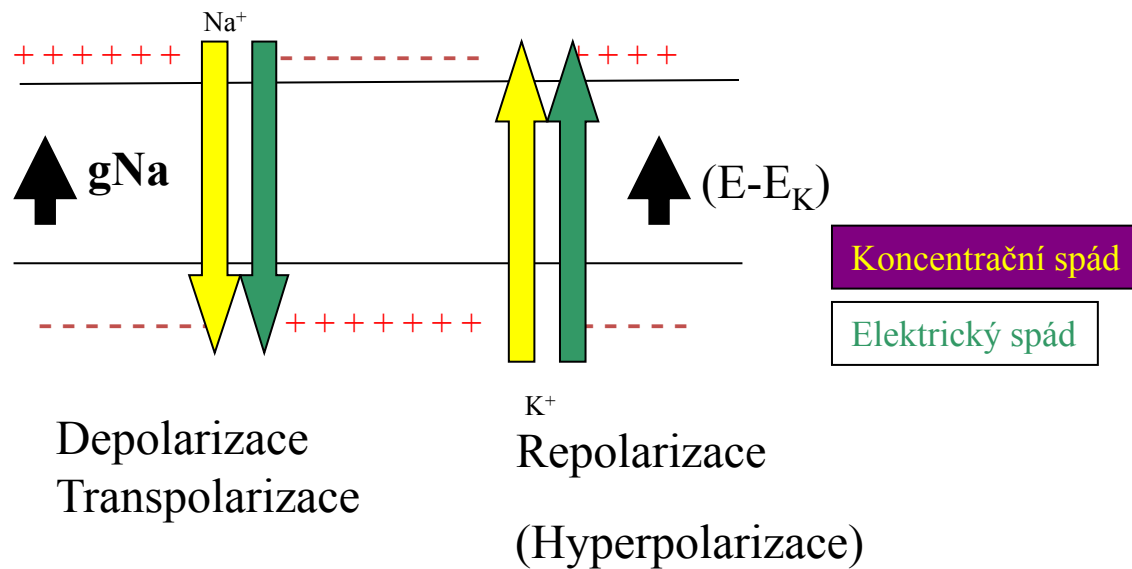 Na⁺
+ + + + + + - - - - - - - - - + + + +
gNa
(E-E_K)
Koncentrační spád
- - - - - - - - + + + + + + + - - - - -
Elektrický spád
K⁺
Depolarizace
Transpolarizace
Repolarizace
(Hyperpolarizace)